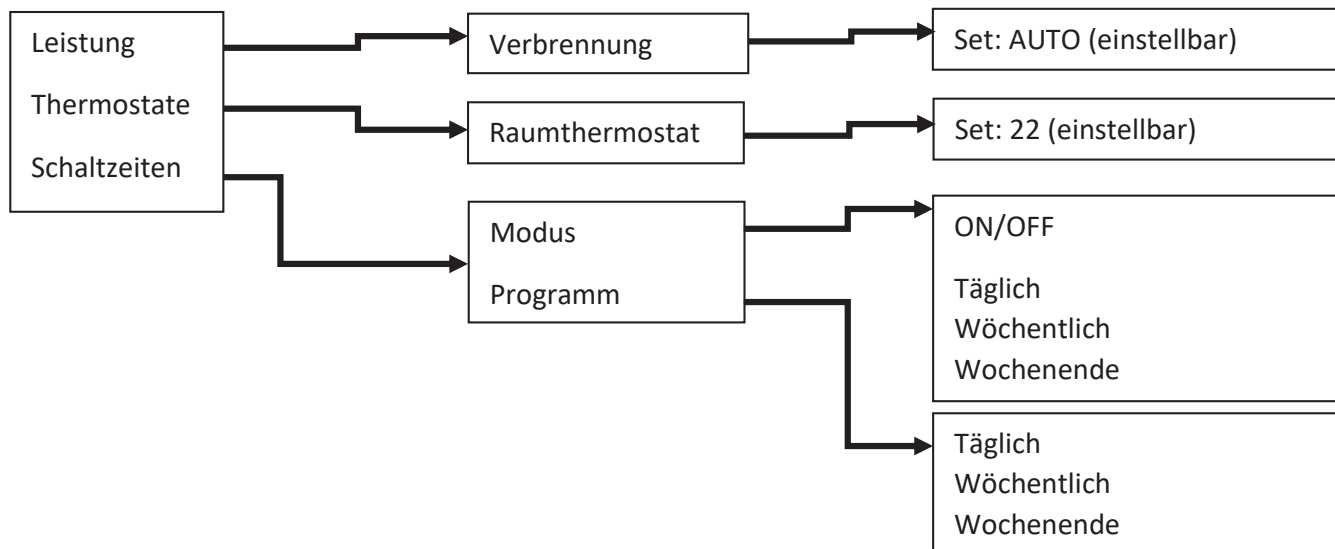 Leistung
Thermostate
Schaltzeiten
Verbrennung
Raumthermostat
Modus
Programm
Set: AUTO (einstellbar)
Set: 22 (einstellbar)
ON/OFF
Täglich
Wöchentlich
Wochenende
Täglich
Wöchentlich
Wochenende